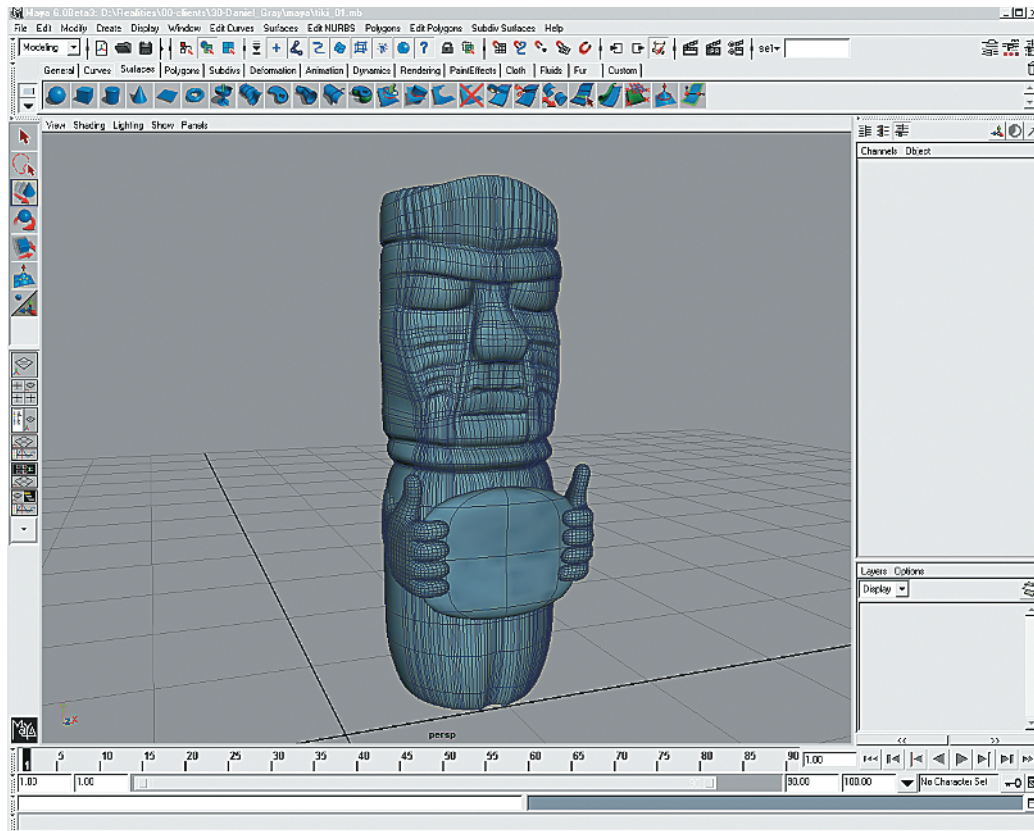 Maya 6.0Beta3: D:\Realities\00-clients\30-Daniel_Gray\maya\tiki_01.mb
File Edit Modify Create Display Window Edit Curves Surfaces Edit NURBS Polygons Edit Polygons Subdiv Surfaces Help
Modeling sel
General Curves Surfaces Polygons Subdivs Deformation Animation Dynamics Rendering PaintEffects Cloth Fluids Fur Custom
View Shading Lighting Show Panels
Channels Object
Layers Options
Display
z x
persp
MAYA
<< >>
1 5 10 15 20 25 30 35 40 45 50 55 60 65 70 75 80 85 90 1.00
1.00 1.00 90.00 100.00 No Character Set